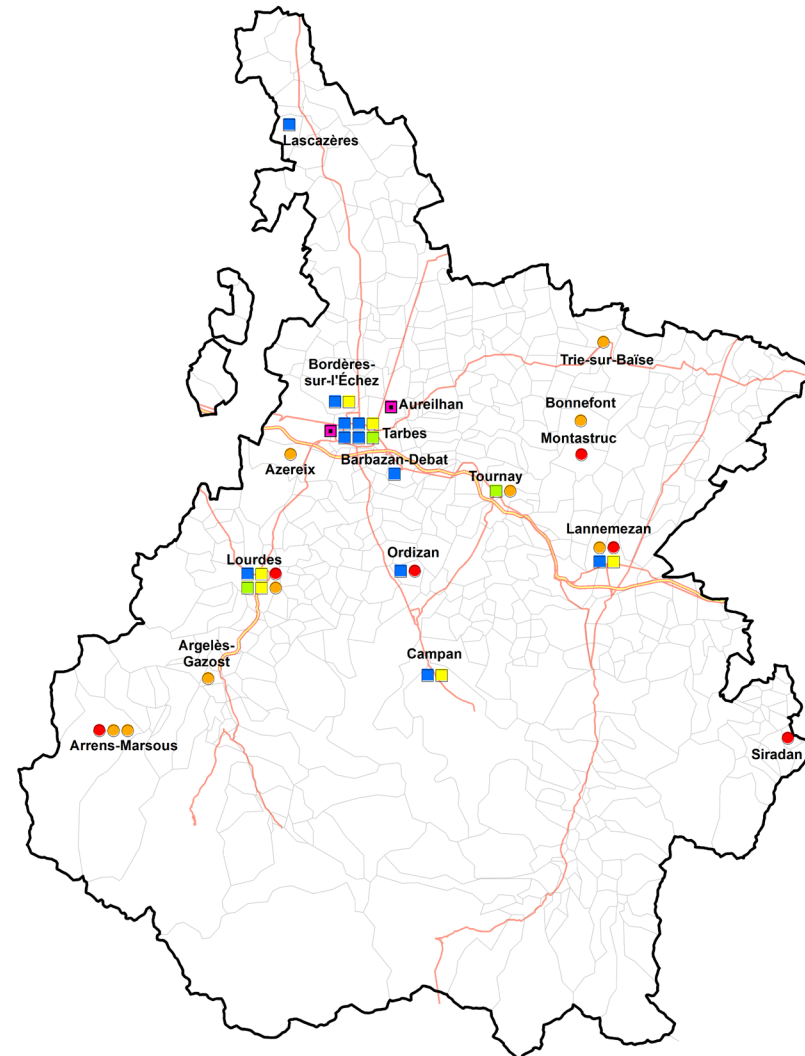 Lascazères
Trie-sur-Baïse
Bordères-
sur-l'Échez
Aureilhan
Bonnefont
Tarbes
Montastruc
Barbazan-Debat
Azereix
Tournay
Lannemezan
Ordizan
Lourdes
Argelès-
Gazost
Campan
Arrens-Marsous
Siradan